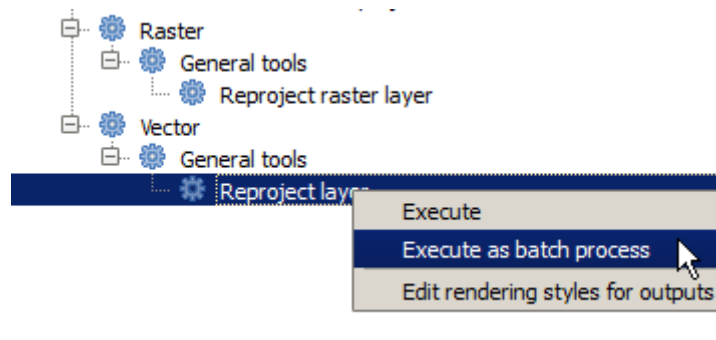 Raster
General tools
Reproject raster layer
Vector
General tools
Reproject layer
Execute
Execute as batch process
Edit rendering styles for outputs